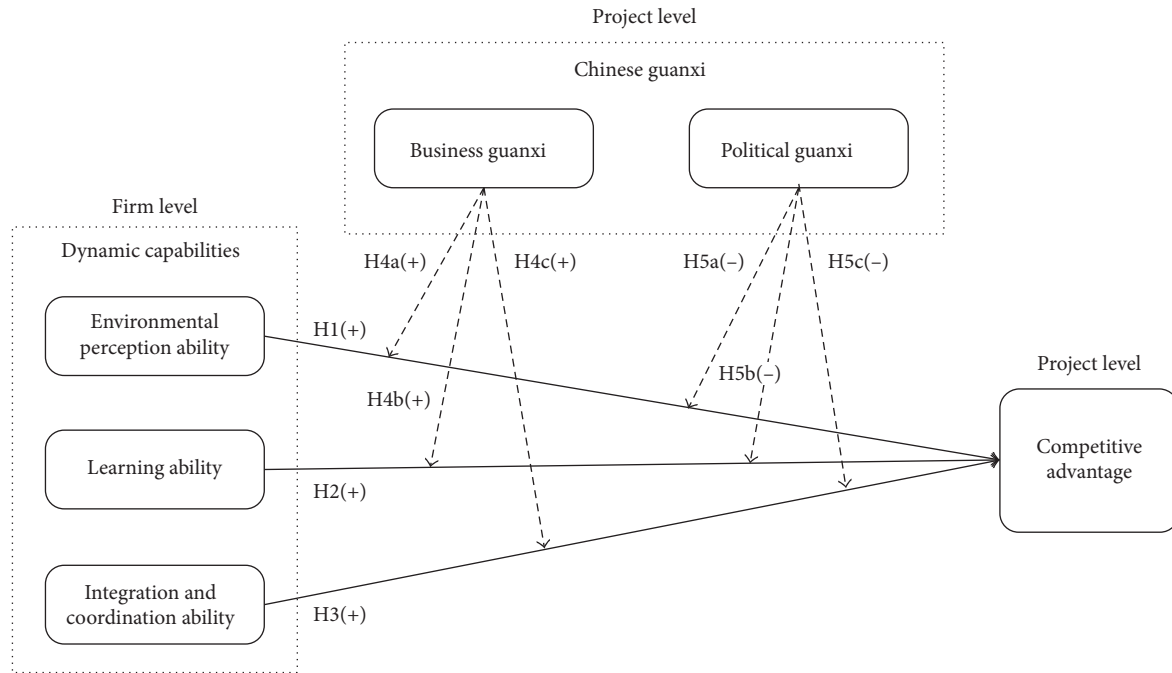 Project level
Chinese guanxi
Business guanxi
Political guanxi
Firm level
Dynamic capabilities
H4a(+)
H4c(+)
H5a(–)
H5c(–)
Environmental
perception ability
H1(+)
H5b(–)
H4b(+)
Project level
Learning ability
H2(+)
Competitive
advantage
Integration and
coordination ability
H3(+)